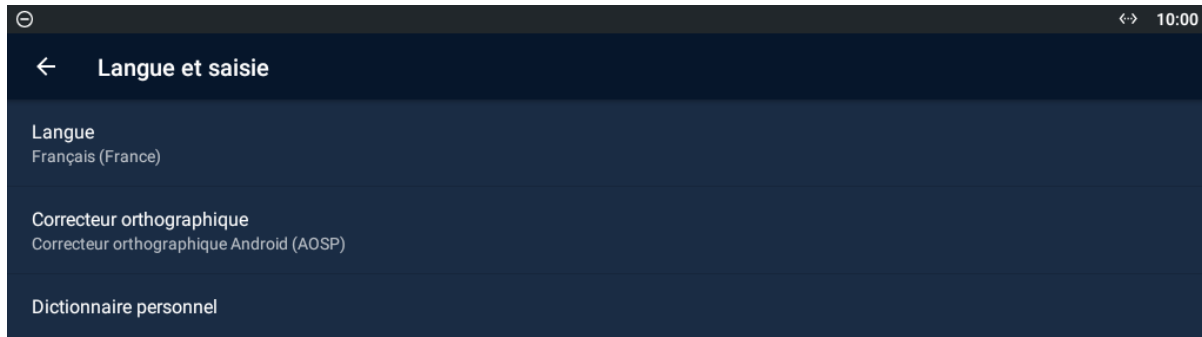 10:00
Langue et saisie
Langue
Français (France)
Correcteur orthographique
Correcteur orthographique Android (AOSP)
Dictionnaire personnel